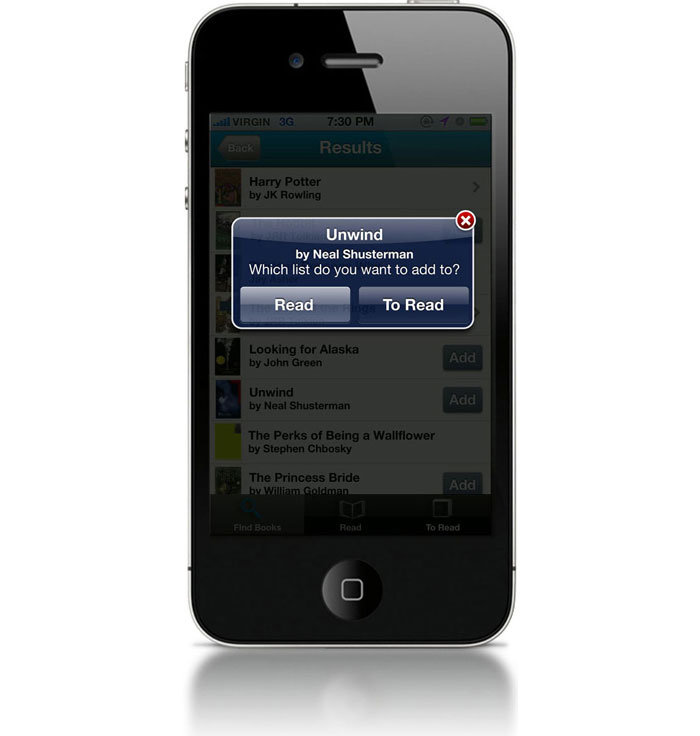 VIRGIN 3G 7:30 PM
Back Results
Harry Potter
by JK Rowling
Unwind
by Neal Shusterman
Which list do you want to add to?
Read To Read
Looking for Alaska
by John Green
Add
Unwind
by Neal Shusterman
Add
The Perks of Being a Wallflower
by Stephen Chbosky
The Princess Bride
by William Goldman
Add
Find Books Read To Read